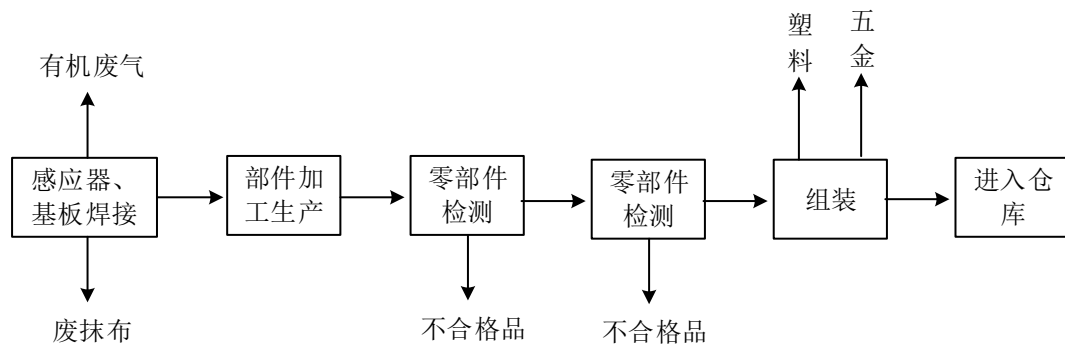 塑料
五金
有机废气
感应器、
基板焊接
部件加
工生产
零部件
检测
零部件
检测
组装
进入仓
库
废抹布
不合格品
不合格品